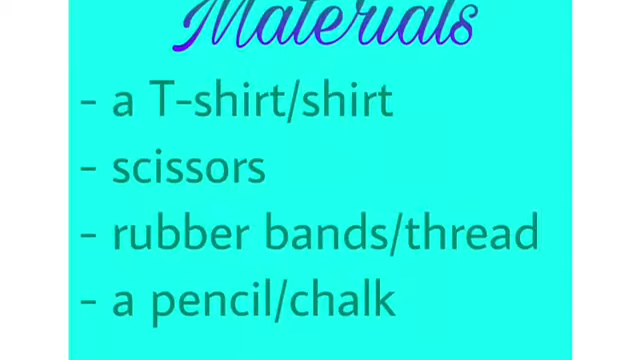 Materials
- a T-shirt/shirt
- scissors
- rubber bands/thread
- a pencil/chalk